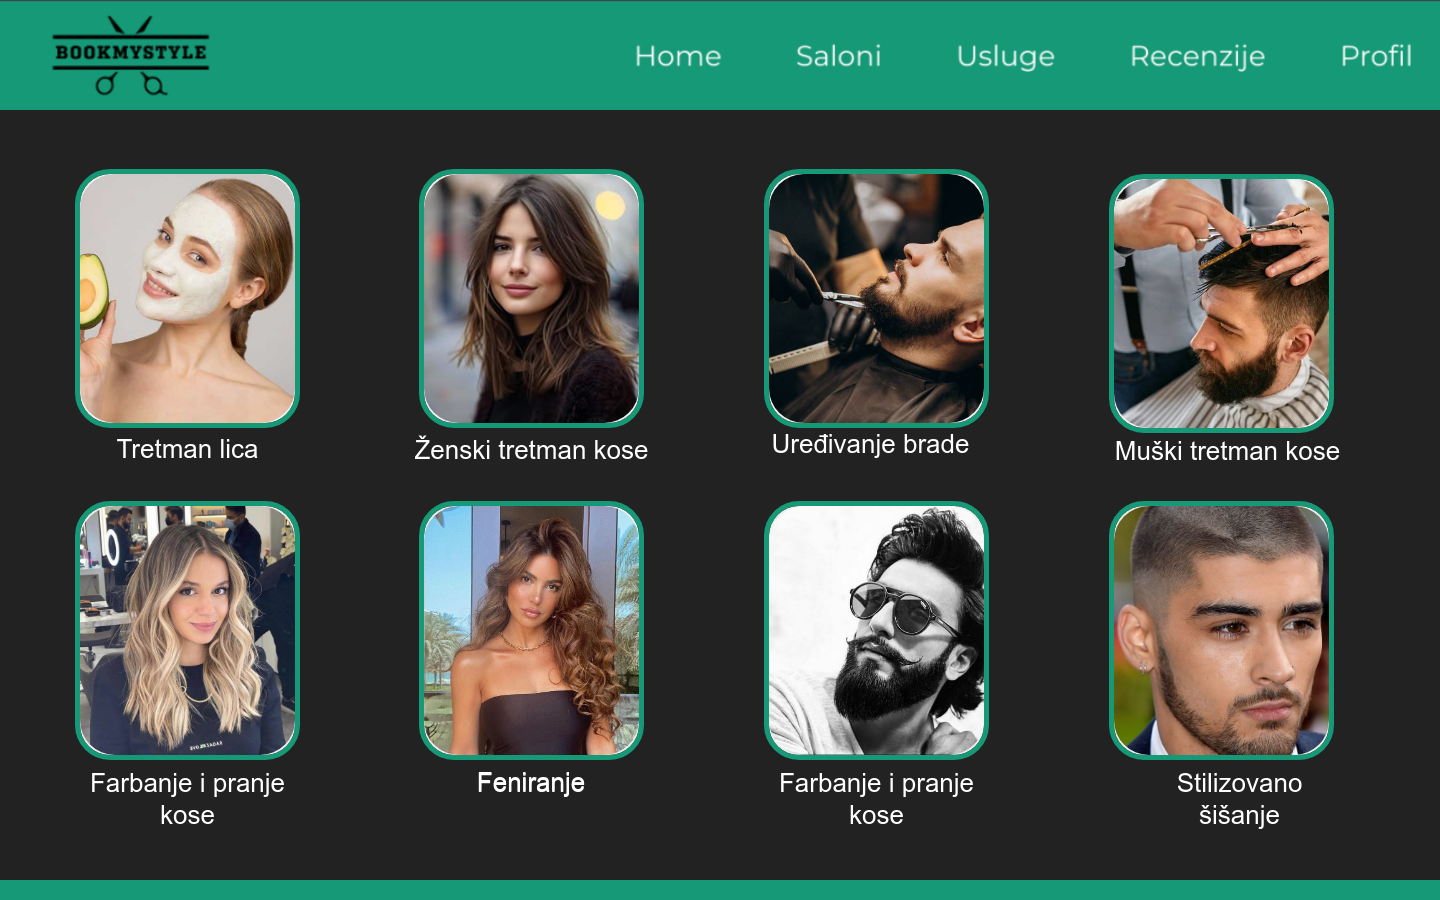 BOOKMYSTYLE
Home Saloni Usluge Recenzije Profil
Tretman lica
Ženski tretman kose
Uređivanje brade
Muški tretman kose
Farbanje i pranje
kose
Feniranje
Farbanje i pranje
kose
Stilizovano
šišanje